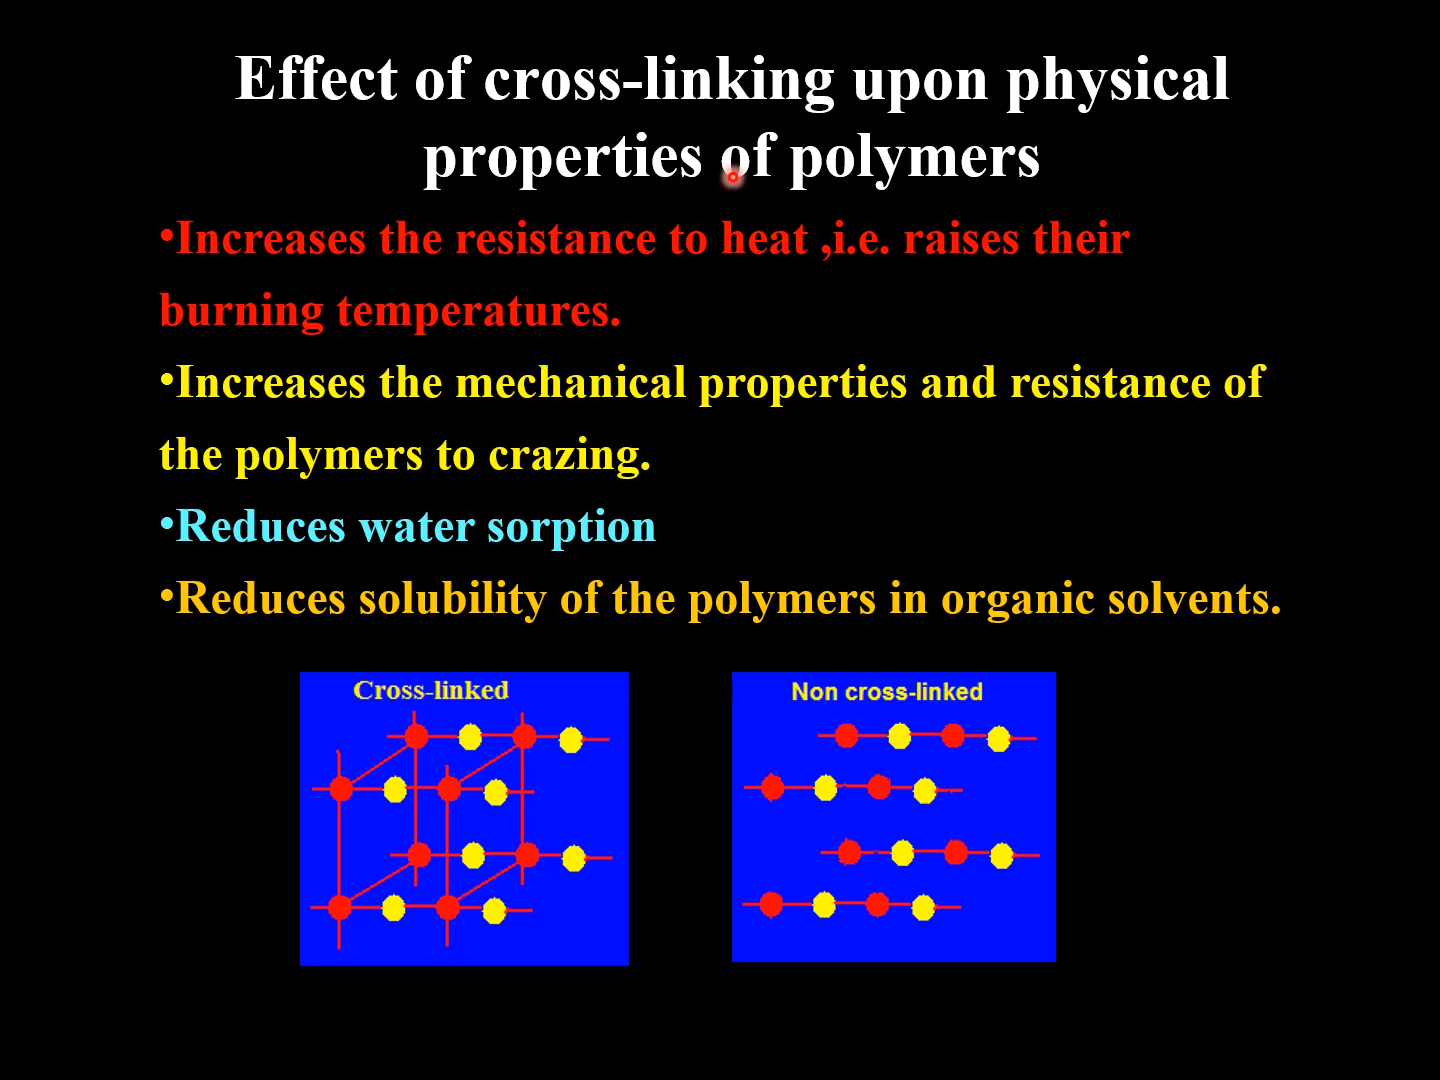 Effect of cross-linking upon physical
properties of polymers
•Increases the resistance to heat ,i.e. raises their
burning temperatures.
•Increases the mechanical properties and resistance of
the polymers to crazing.
•Reduces water sorption
•Reduces solubility of the polymers in organic solvents.
Cross-linked
Non cross-linked